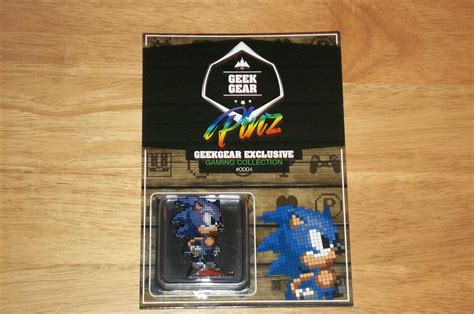 GEEK
GEAR
Pinz
GEEKGEAR EXCLUSIVE
GAMING COLLECTION
#0004